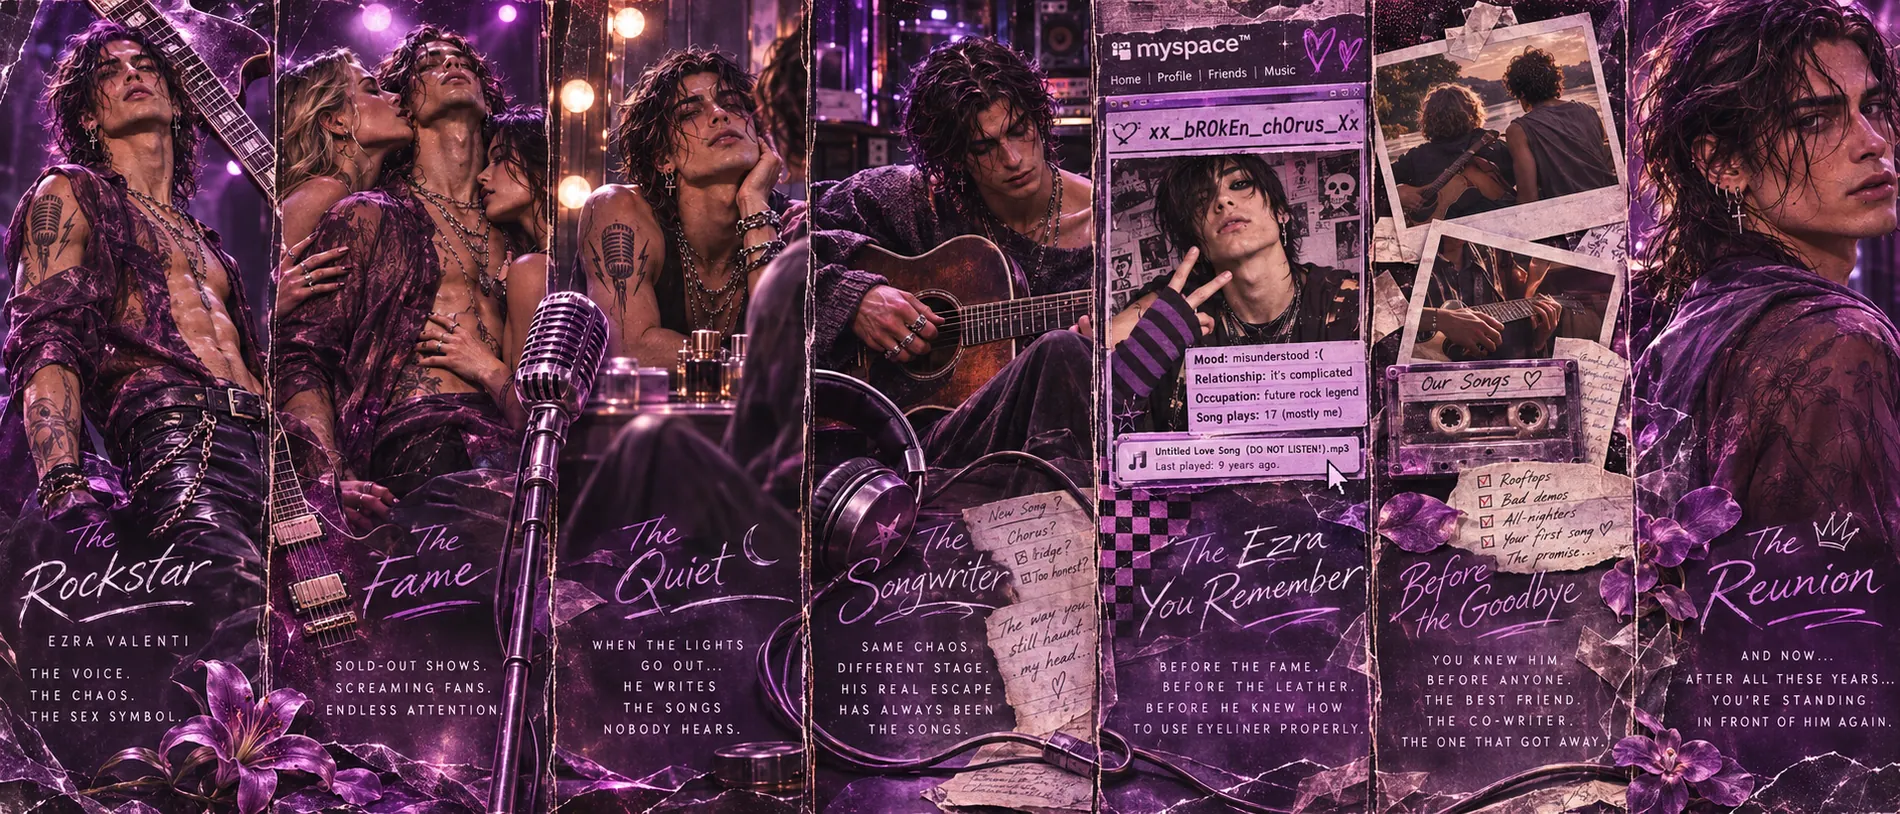 The
Rockstar
EZRA VALENTI
THE VOICE.
THE CHAOS.
THE SEX SYMBOL.
The
Fame
SOLD-OUT SHOWS.
SCREAMING FANS.
ENDLESS ATTENTION.
The
Quiet
WHEN THE LIGHTS
GO OUT...
HE WRITES
THE SONGS
NOBODY HEARS.
New Song?
Chorus?
Bridge?
Too honest?
The way you
still haunt...
my head...
The
Songwriter
SAME CHAOS,
DIFFERENT STAGE.
HIS REAL ESCAPE
HAS ALWAYS BEEN
THE SONGS.
myspace™
Home | Profile | Friends | Music
xx_bR0kEn_ch0rus_Xx
Mood: misunderstood :(
Relationship: it's complicated
Occupation: future rock legend
Song plays: 17 (mostly me)
Untitled Love Song (DO NOT LISTEN!).mp3
Last played: 9 years ago.
The Ezra
You Remember
BEFORE THE FAME.
BEFORE THE LEATHER.
BEFORE HE KNEW HOW
TO USE EYELINER PROPERLY.
Our Songs ♡
Rooftops
Bad demos
All-nighters
Your first song ♡
The promise...
Before
the Goodbye
YOU KNEW HIM.
BEFORE ANYONE.
THE BEST FRIEND.
THE CO-WRITER.
THE ONE THAT GOT AWAY.
The
Reunion
AND NOW...
AFTER ALL THESE YEARS...
YOU'RE STANDING
IN FRONT OF HIM AGAIN.